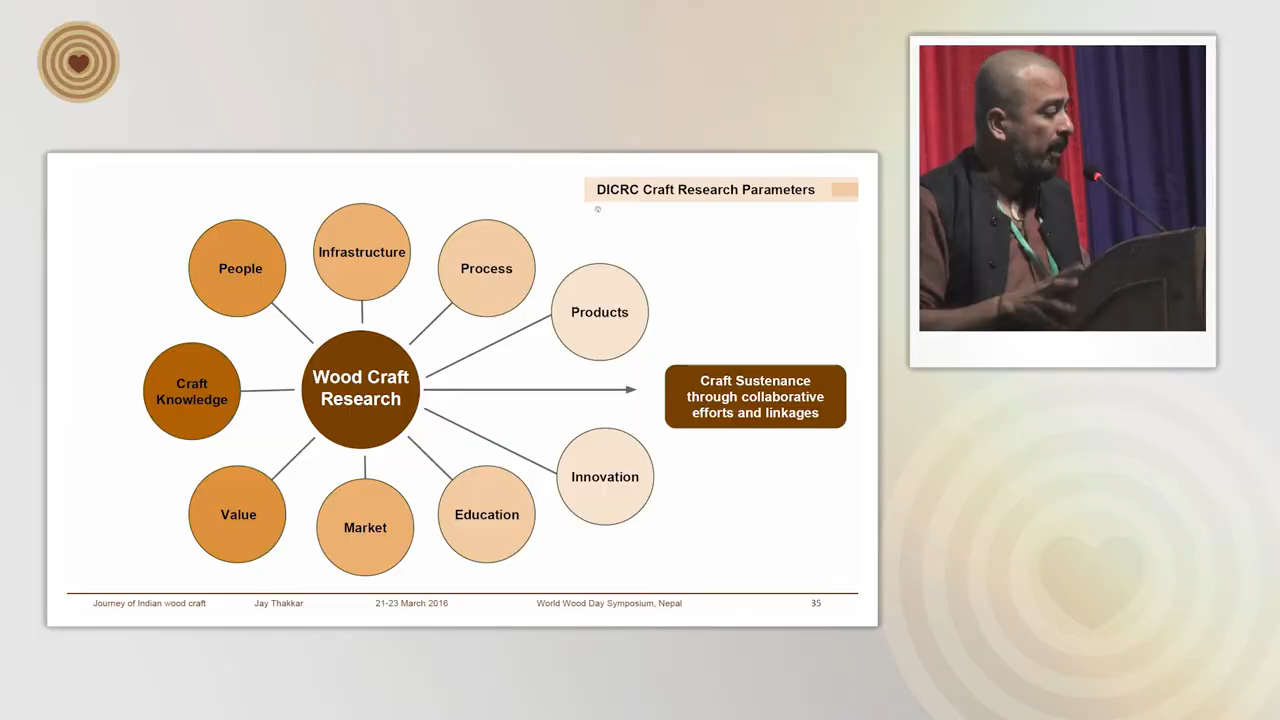 DICRC Craft Research Parameters
People
Infrastructure
Process
Products
Craft
Knowledge
Wood Craft
Research
Craft Sustenance
through collaborative
efforts and linkages
Value
Market
Education
Innovation
Journey of Indian wood craft
Jay Thakkar
21-23 March 2016
World Wood Day Symposium, Nepal
35